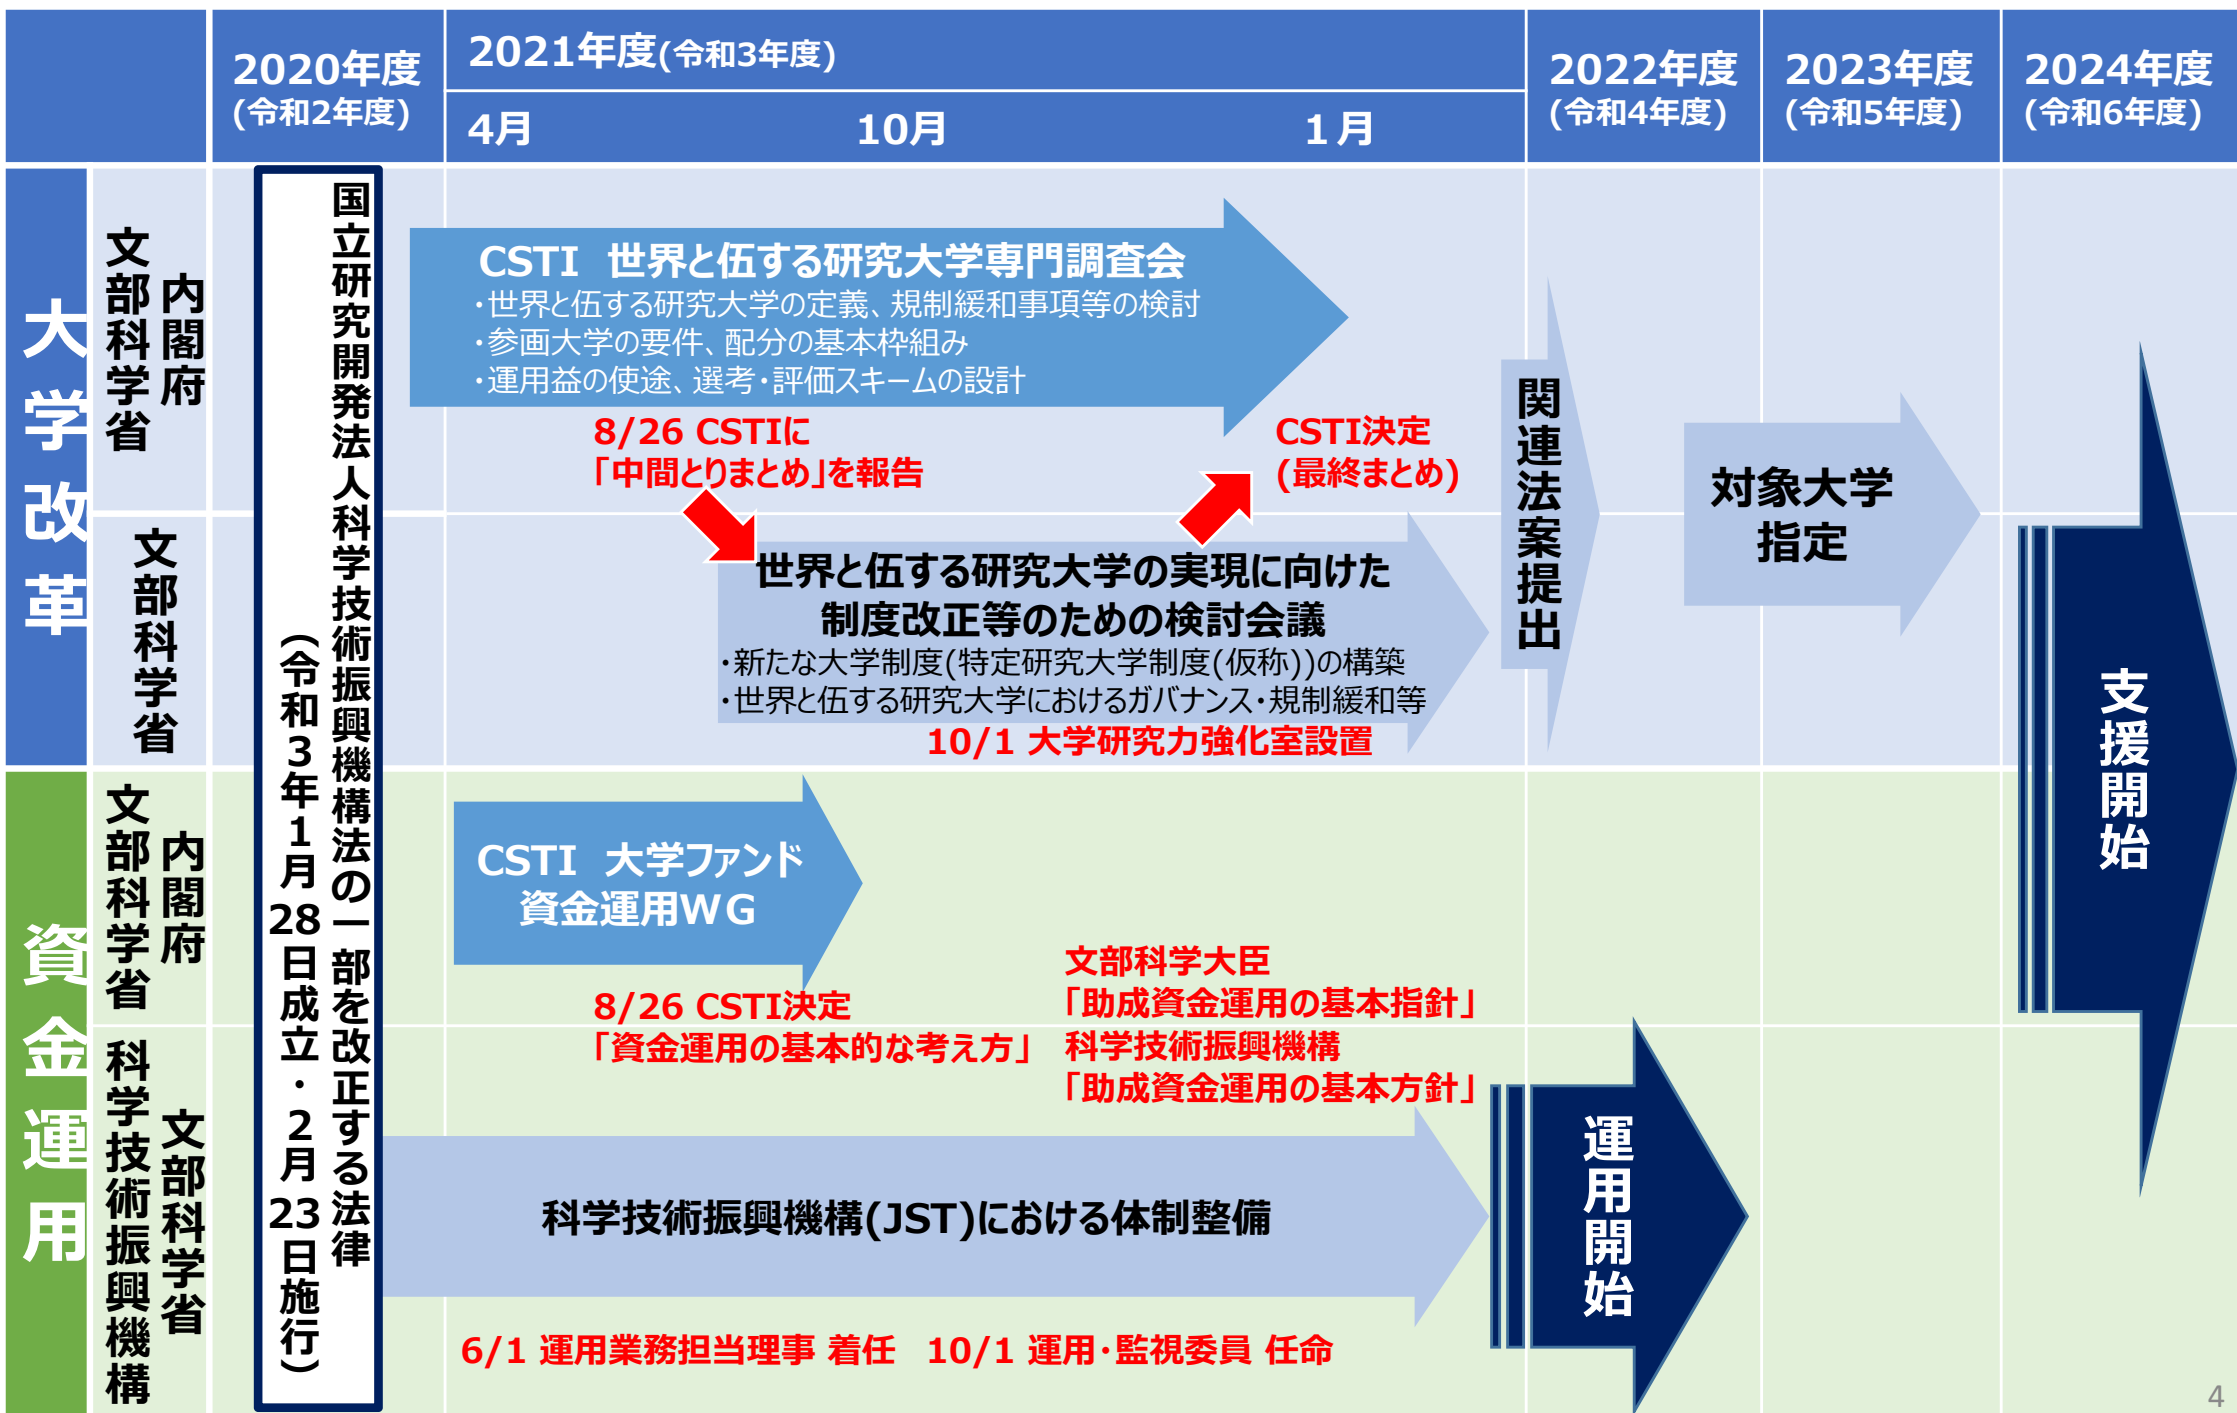 2020年度
(令和2年度)
2021年度(令和3年度)
4月
10月
１月
2022年度
(令和4年度)
2023年度
(令和5年度)
2024年度
(令和6年度)
大学改革
内閣府
文部科学省
文部科学省
国立研究開発法人科学技術振興機構法の一部を改正する法律
（令和３年１月28日成立・２月23日施行）
CSTI　世界と伍する研究大学専門調査会
・世界と伍する研究大学の定義、規制緩和事項等の検討
・参画大学の要件、配分の基本枠組み
・運用益の使途、選考・評価スキームの設計
8/26 CSTIに
「中間とりまとめ」を報告
CSTI決定
(最終まとめ)
世界と伍する研究大学の実現に向けた
制度改正等のための検討会議
・新たな大学制度(特定研究大学制度(仮称))の構築
・世界と伍する研究大学におけるガバナンス・規制緩和等
10/1 大学研究力強化室設置
関連法案提出
対象大学
指定
支援開始
資金運用
内閣府
文部科学省
文部科学省
科学技術振興機構
CSTI　大学ファンド
資金運用ＷＧ
8/26 CSTI決定
「資金運用の基本的な考え方」
文部科学大臣
「助成資金運用の基本指針」
科学技術振興機構
「助成資金運用の基本方針」
科学技術振興機構(JST)における体制整備
運用開始
6/1 運用業務担当理事 着任　10/1 運用・監視委員 任命
4